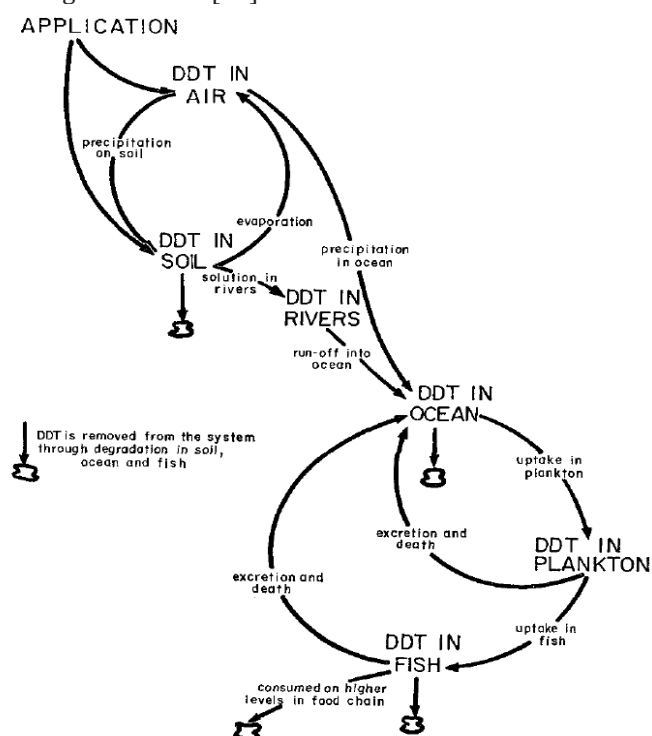 APPLICATION
DDT IN
AIR
precipitation
on soil
evaporation
DDT IN
SOIL
precipitation
in ocean
solution in
rivers
DDT IN
RIVERS
run-off into
ocean
DDT IN
OCEAN
DDT is removed from the system
through degradation in soil,
ocean and fish
uptake in
plankton
excretion and
death
DDT IN
PLANKTON
excretion and
death
uptake in
fish
DDT IN
FISH
consumed on higher
levels in food chain